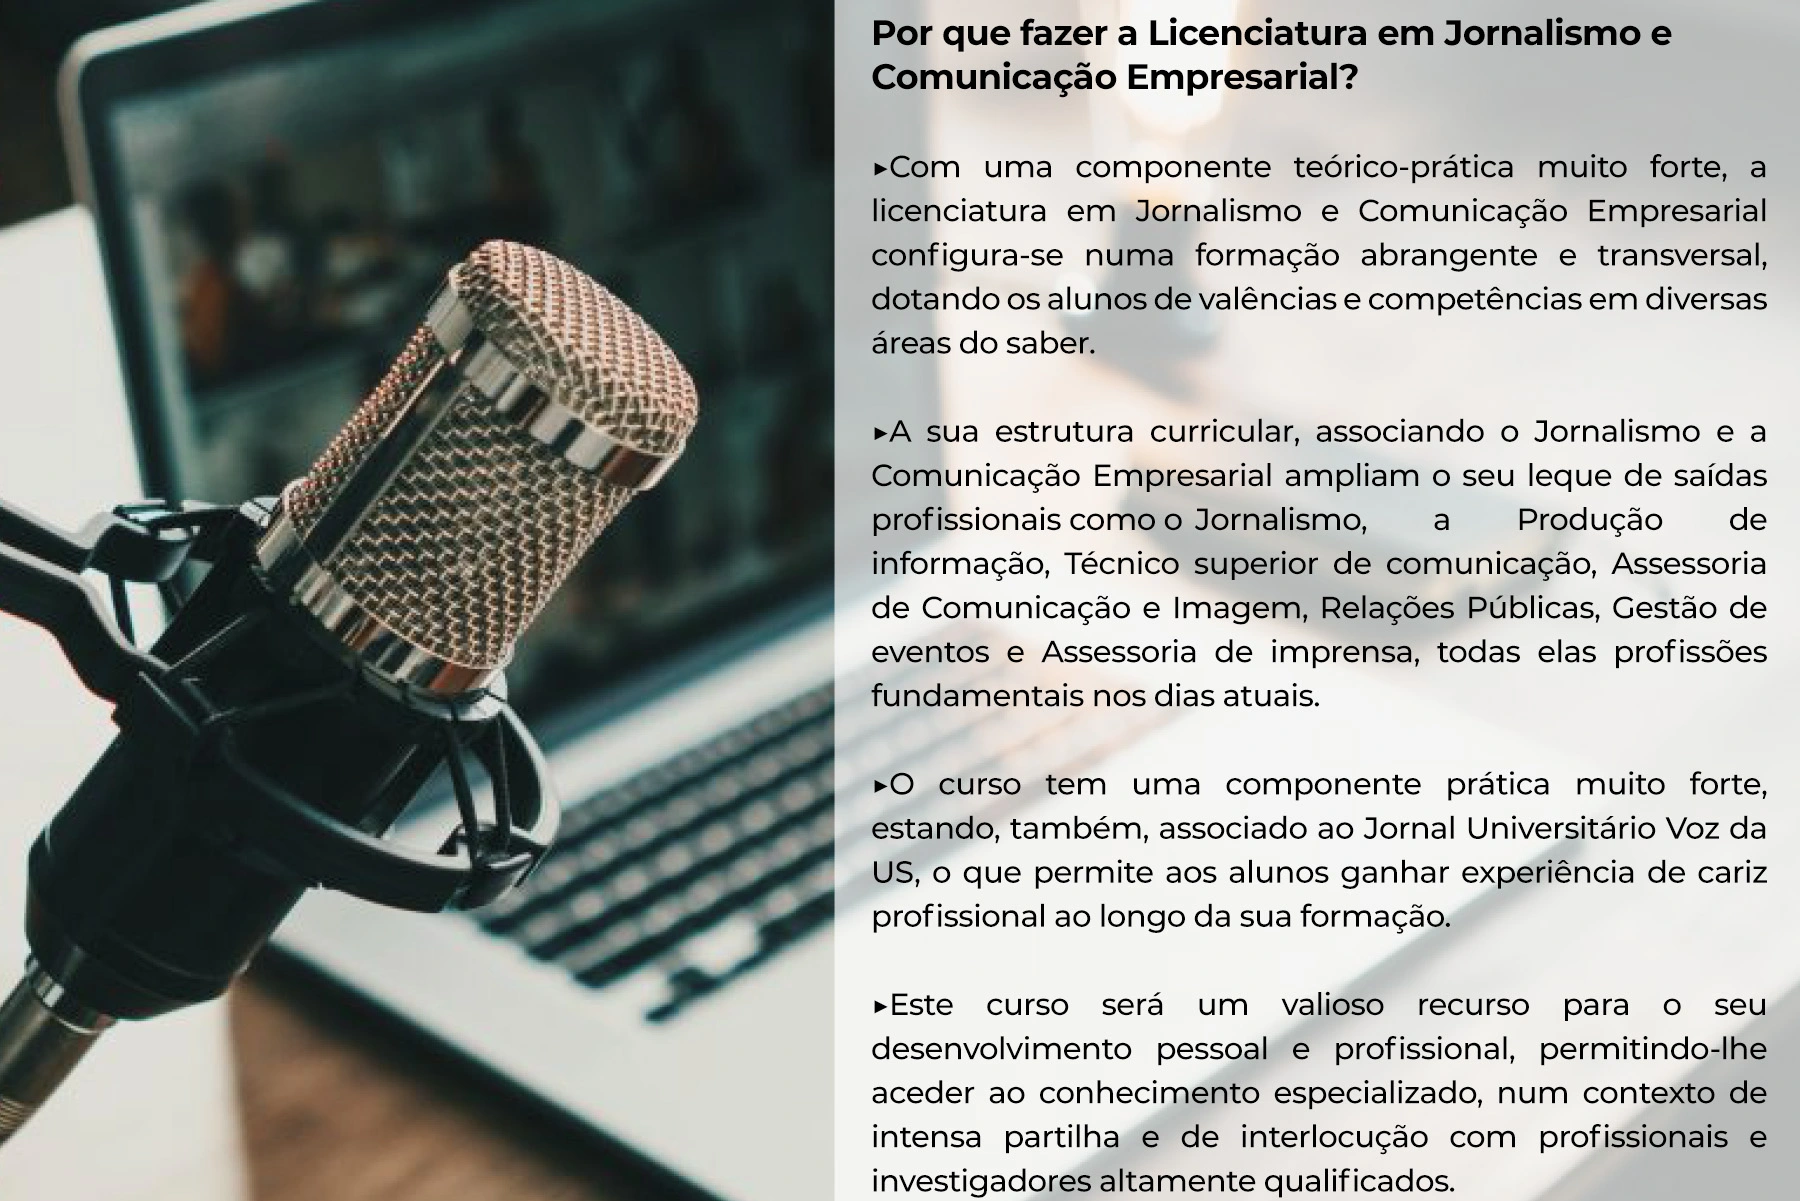 Por que fazer a Licenciatura em Jornalismo e
Comunicação Empresarial?
▸Com uma componente teórico-prática muito forte, a
licenciatura em Jornalismo e Comunicação Empresarial
configura-se numa formação abrangente e transversal,
dotando os alunos de valências e competências em diversas
áreas do saber.
▸A sua estrutura curricular, associando o Jornalismo e a
Comunicação Empresarial ampliam o seu leque de saídas
profissionais como o Jornalismo, a Produção de
informação, Técnico superior de comunicação, Assessoria
de Comunicação e Imagem, Relações Públicas, Gestão de
eventos e Assessoria de imprensa, todas elas profissões
fundamentais nos dias atuais.
▸O curso tem uma componente prática muito forte,
estando, também, associado ao Jornal Universitário Voz da
US, o que permite aos alunos ganhar experiência de cariz
profissional ao longo da sua formação.
▸Este curso será um valioso recurso para o seu
desenvolvimento pessoal e profissional, permitindo-lhe
aceder ao conhecimento especializado, num contexto de
intensa partilha e de interlocução com profissionais e
investigadores altamente qualificados.